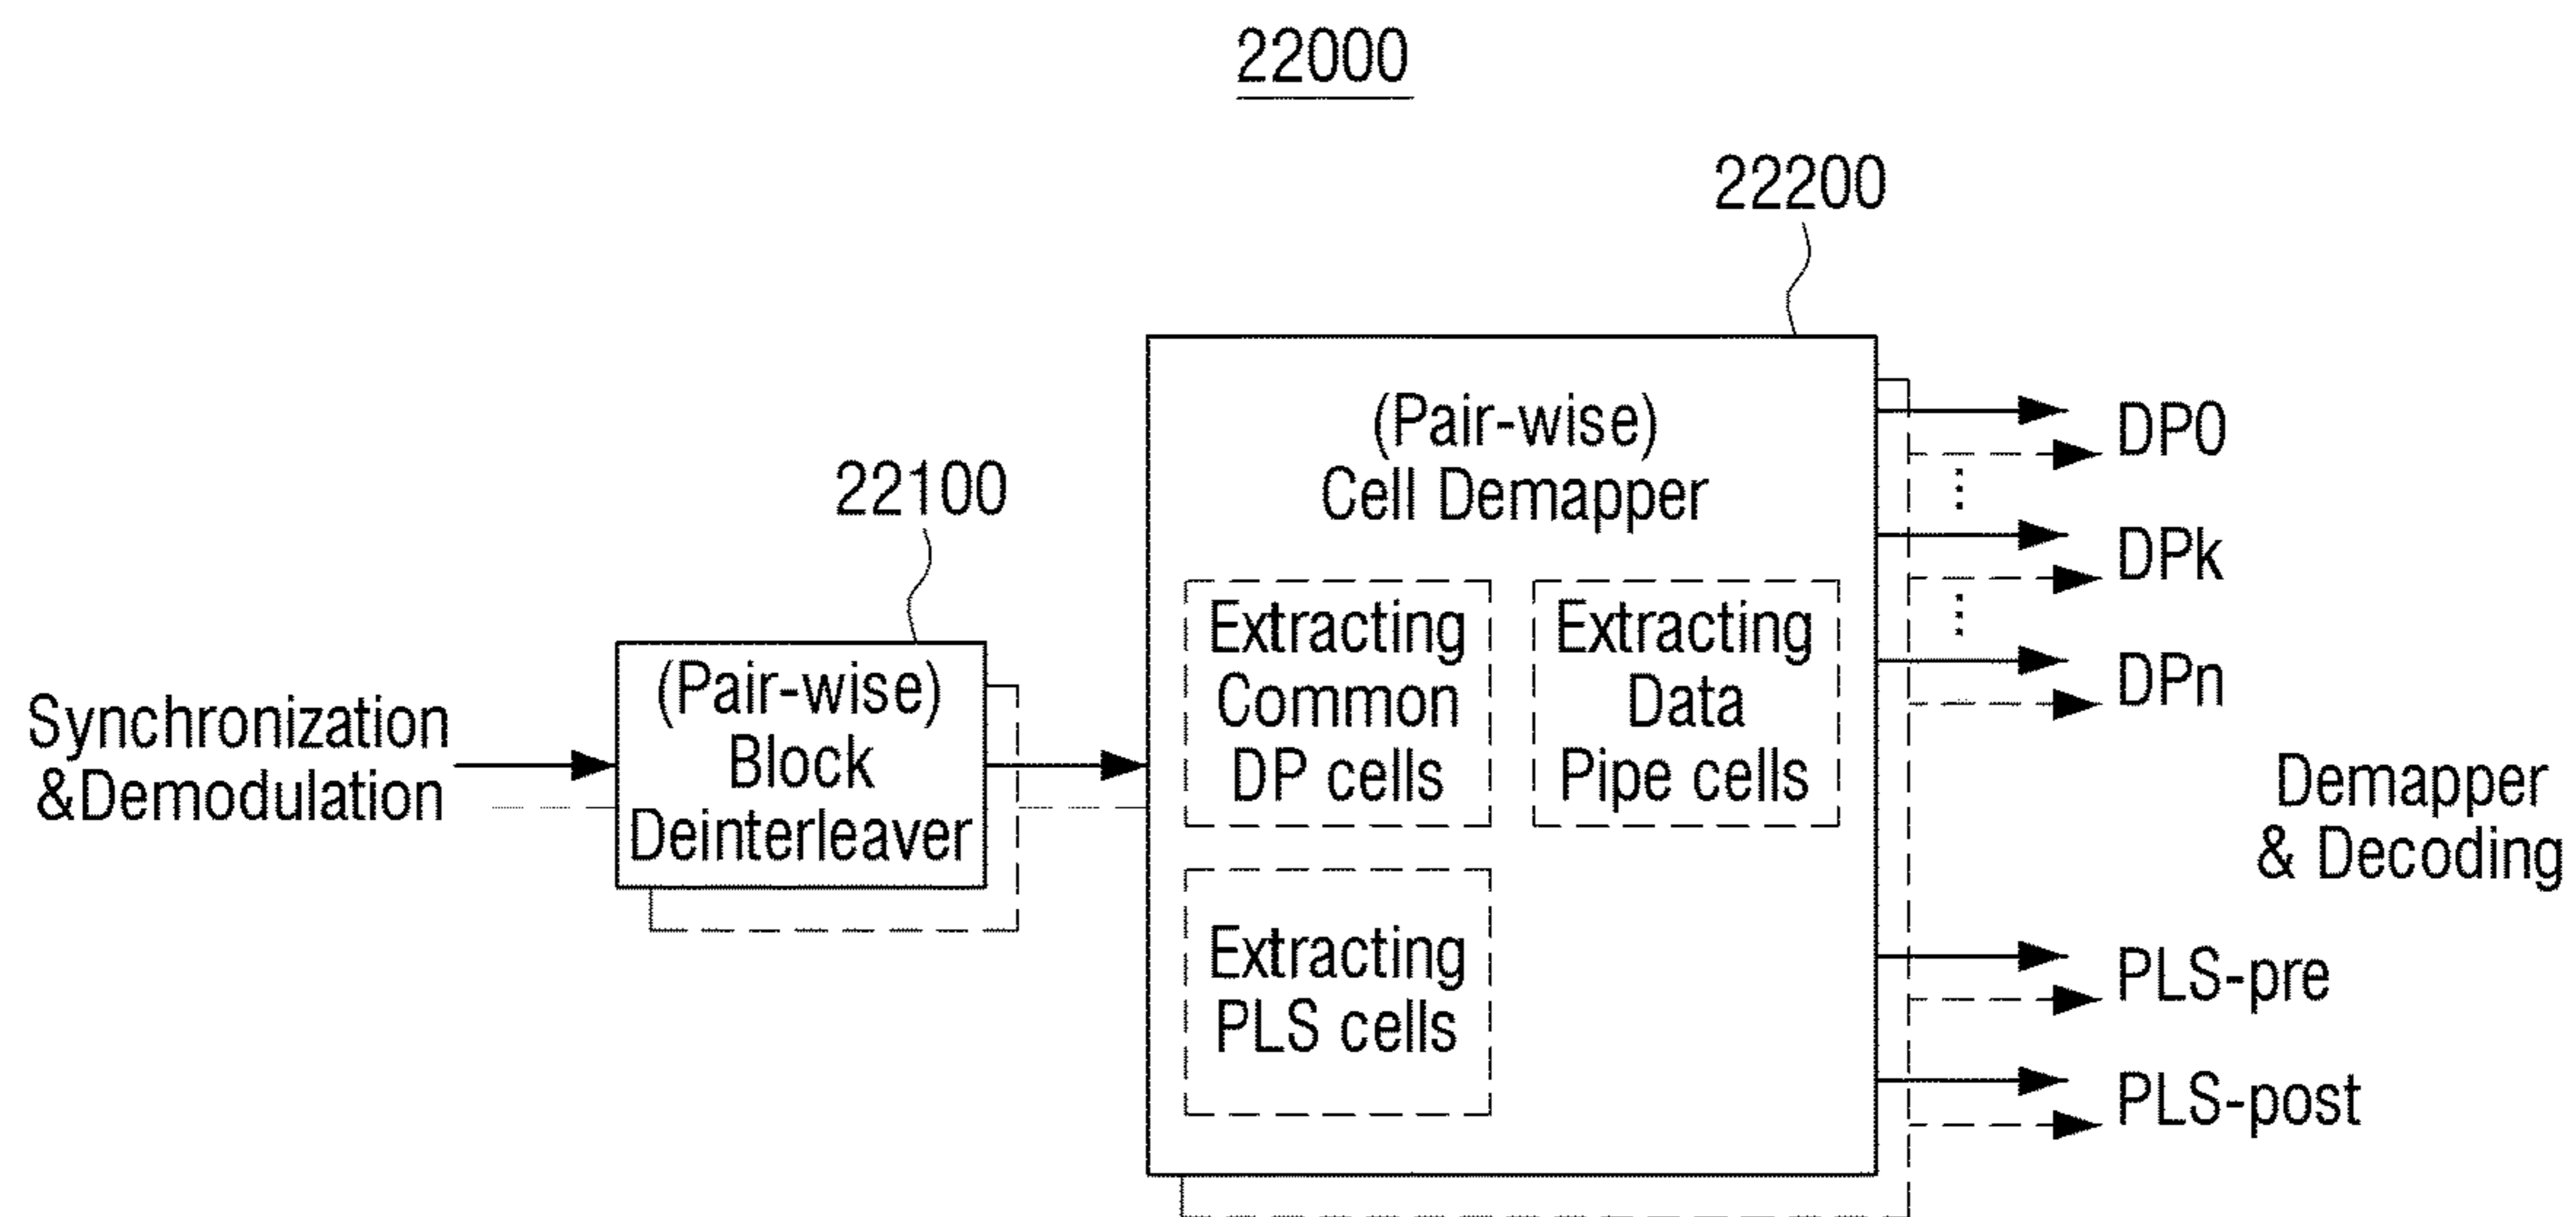 22000
22200
22100
Synchronization
&Demodulation
(Pair-wise)
Block
Deinterleaver
(Pair-wise)
Cell Demapper
Extracting
Common
DP cells
Extracting
Data
Pipe cells
Extracting
PLS cells
DP0
DPk
DPn
Demapper
& Decoding
PLS-pre
PLS-post